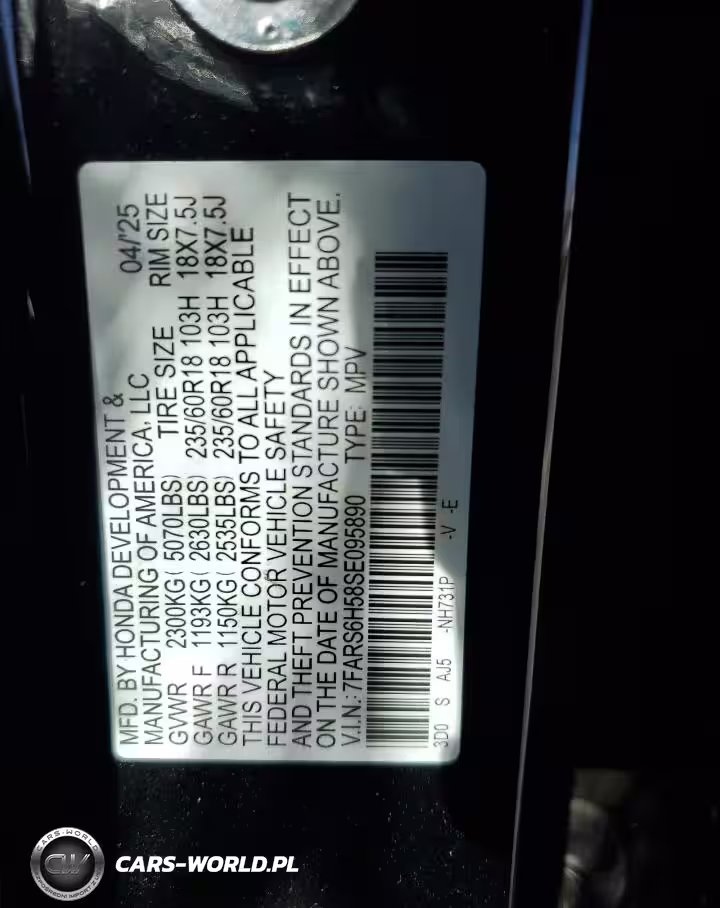 MFD. BY HONDA DEVELOPMENT & 04/'25
MANUFACTURING OF AMERICA, LLC
TIRE SIZE RIM SIZE
GVWR 2300KG( 5070LBS)
GAWR F 1193KG( 2630LBS) 235/60R18 103H 18X7.5J
GAWR R 1150KG( 2535LBS) 235/60R18 103H 18X7.5J
THIS VEHICLE CONFORMS TO ALL APPLICABLE
FEDERAL MOTOR VEHICLE SAFETY
AND THEFT PREVENTION STANDARDS IN EFFECT
ON THE DATE OF MANUFACTURE SHOWN ABOVE.
V.I.N.: 7FARS6H58SE095890 TYPE: MPV
3D0 S AJ5 -NH731P -V -E
CARS-WORLD
CW
CARS-WORLD.PL